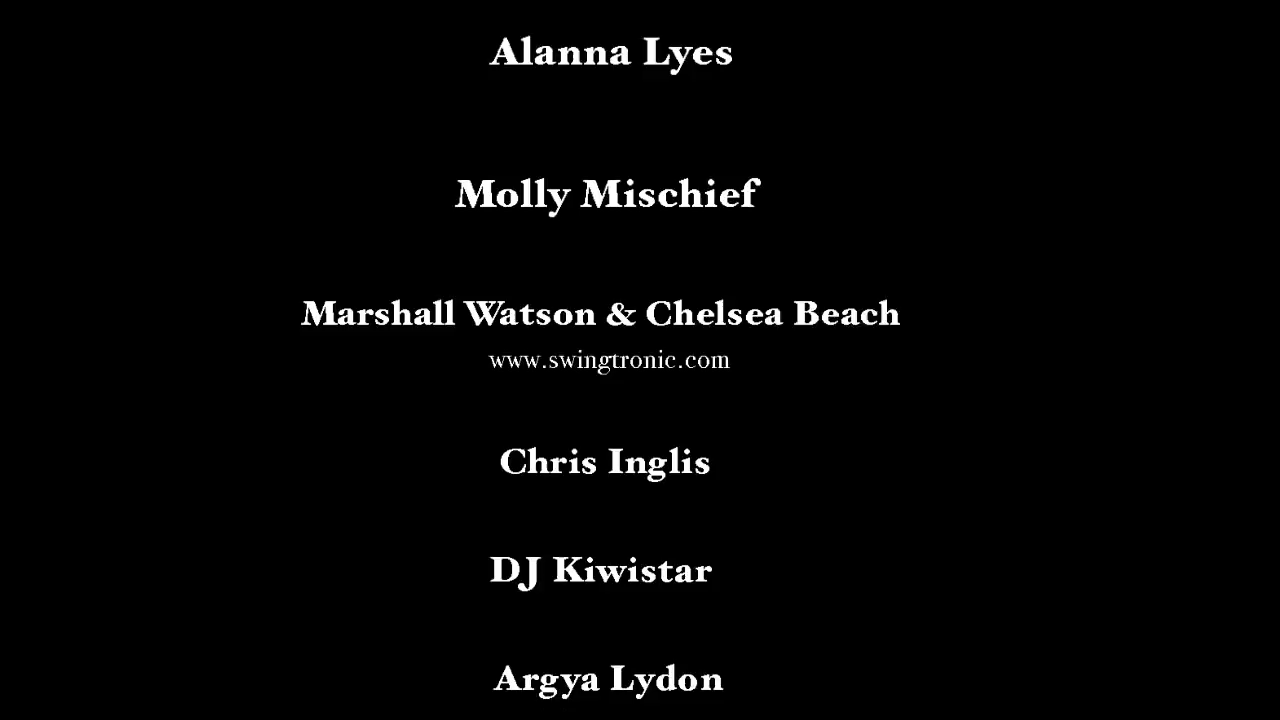 Alanna Lyes
Molly Mischief
Marshall Watson & Chelsea Beach
www.swingtronic.com
Chris Inglis
DJ Kiwistar
Argya Lydon